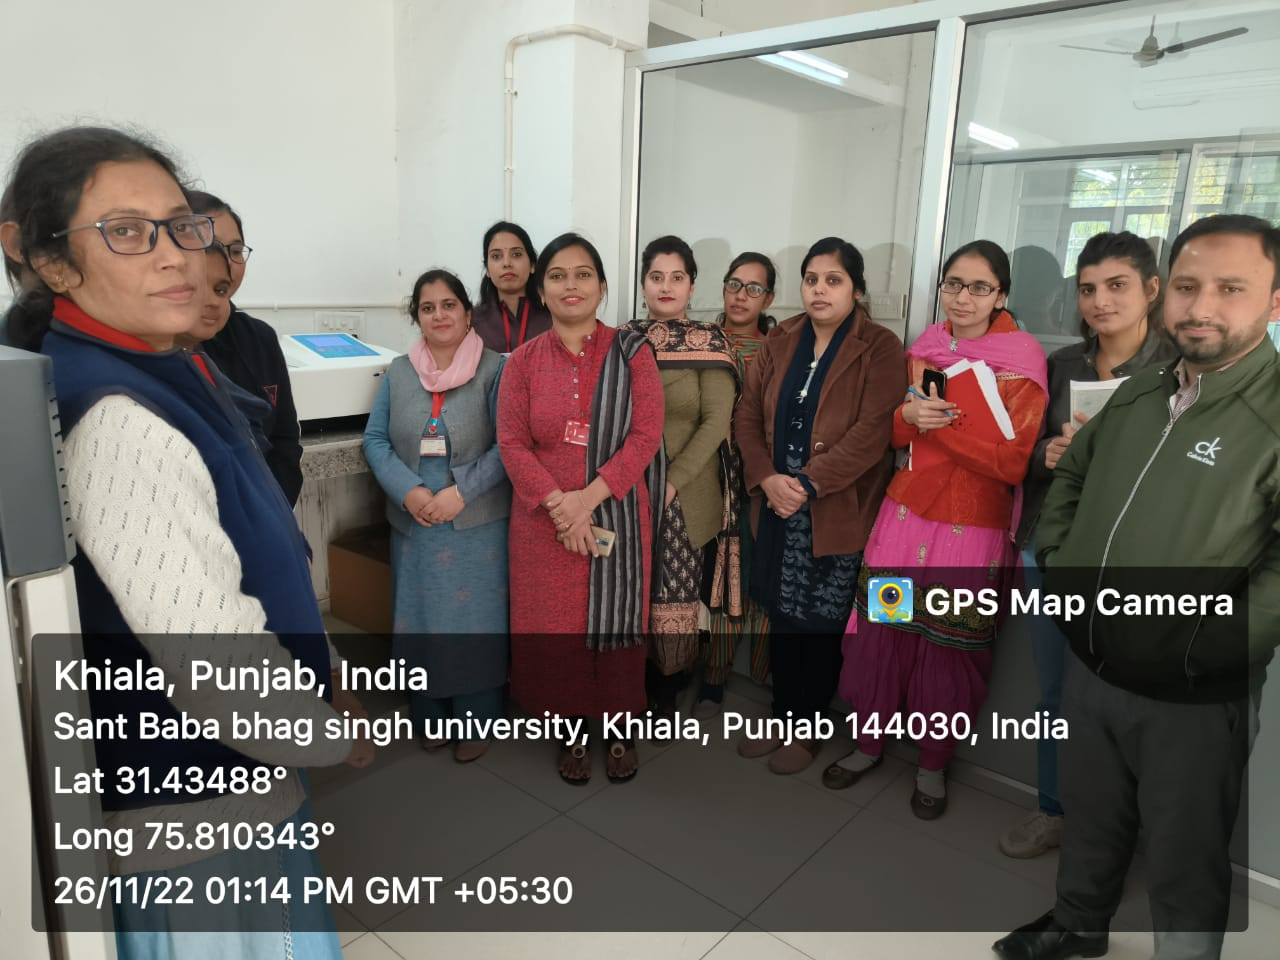 ck
GPS Map Camera
Khiala, Punjab, India
Sant Baba bhag singh university, Khiala, Punjab 144030, India
Lat 31.43488°
Long 75.810343°
26/11/22 01:14 PM GMT +05:30